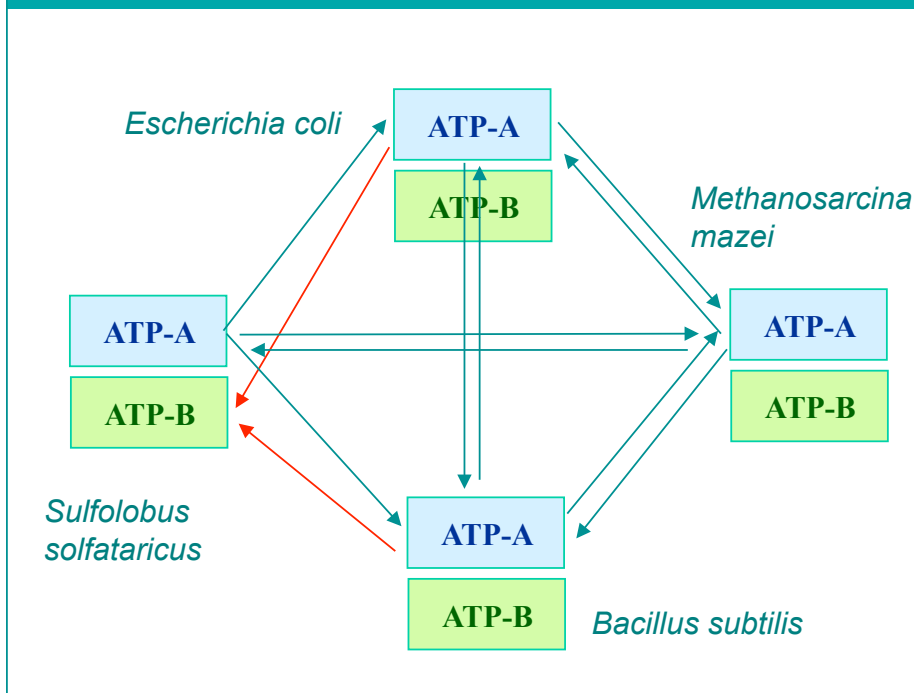 Escherichia coli
ATP-A
ATP-B
Methanosarcina
mazei
ATP-A
ATP-B
ATP-A
ATP-B
Sulfolobus
solfataricus
ATP-A
ATP-B
Bacillus subtilis